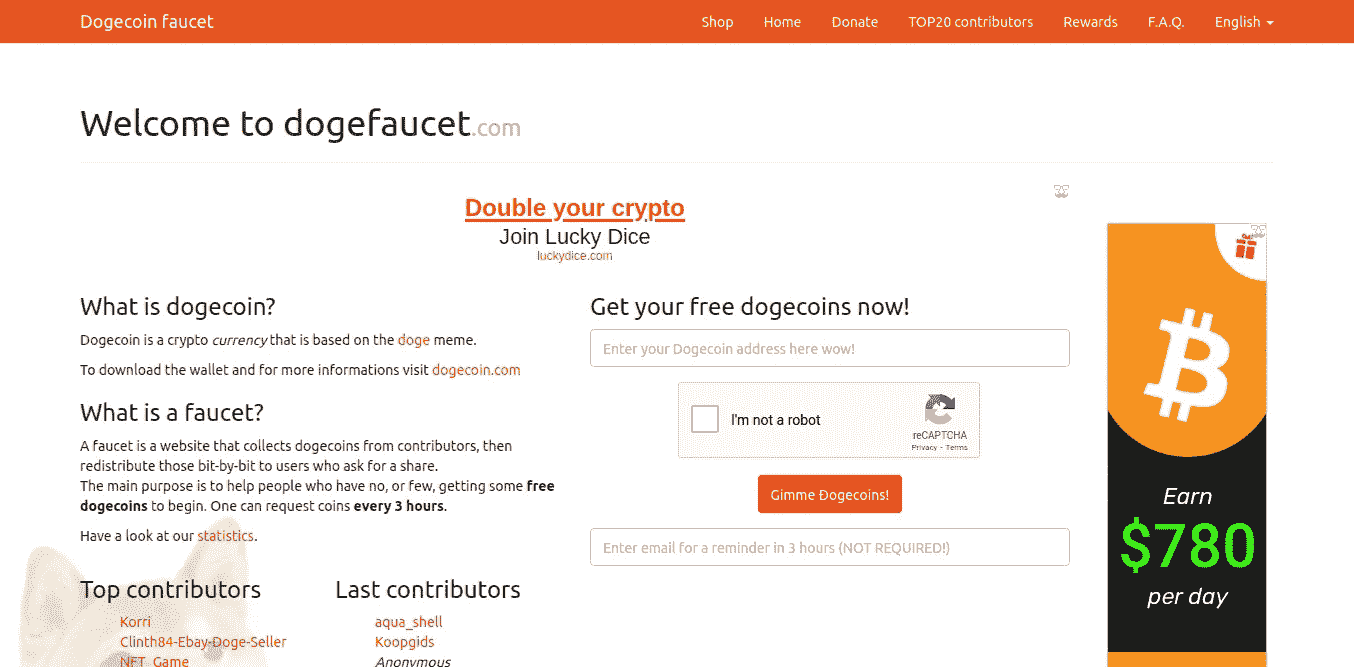 Dogecoin faucet
Shop Home Donate TOP20 contributors Rewards F.A.Q. English
Welcome to dogefaucet.com
Double your crypto
Join Lucky Dice
luckydice.com
What is dogecoin?
Dogecoin is a crypto currency that is based on the doge meme.
To download the wallet and for more informations visit dogecoin.com
What is a faucet?
A faucet is a website that collects dogecoins from contributors, then
redistribute those bit-by-bit to users who ask for a share.
The main purpose is to help people who have no, or few, getting some free
dogecoins to begin. One can request coins every 3 hours.
Have a look at our statistics.
Top contributors
Korri
Clinth84-Ebay-Doge-Seller
NFT_Game
Last contributors
aqua_shell
Koopgids
Anonymous
Get your free dogecoins now!
Enter your Dogecoin address here wow!
I'm not a robot
reCAPTCHA
Privacy - Terms
Gimme Ðogecoins!
Enter email for a reminder in 3 hours (NOT REQUIRED!)
Earn
$780
per day